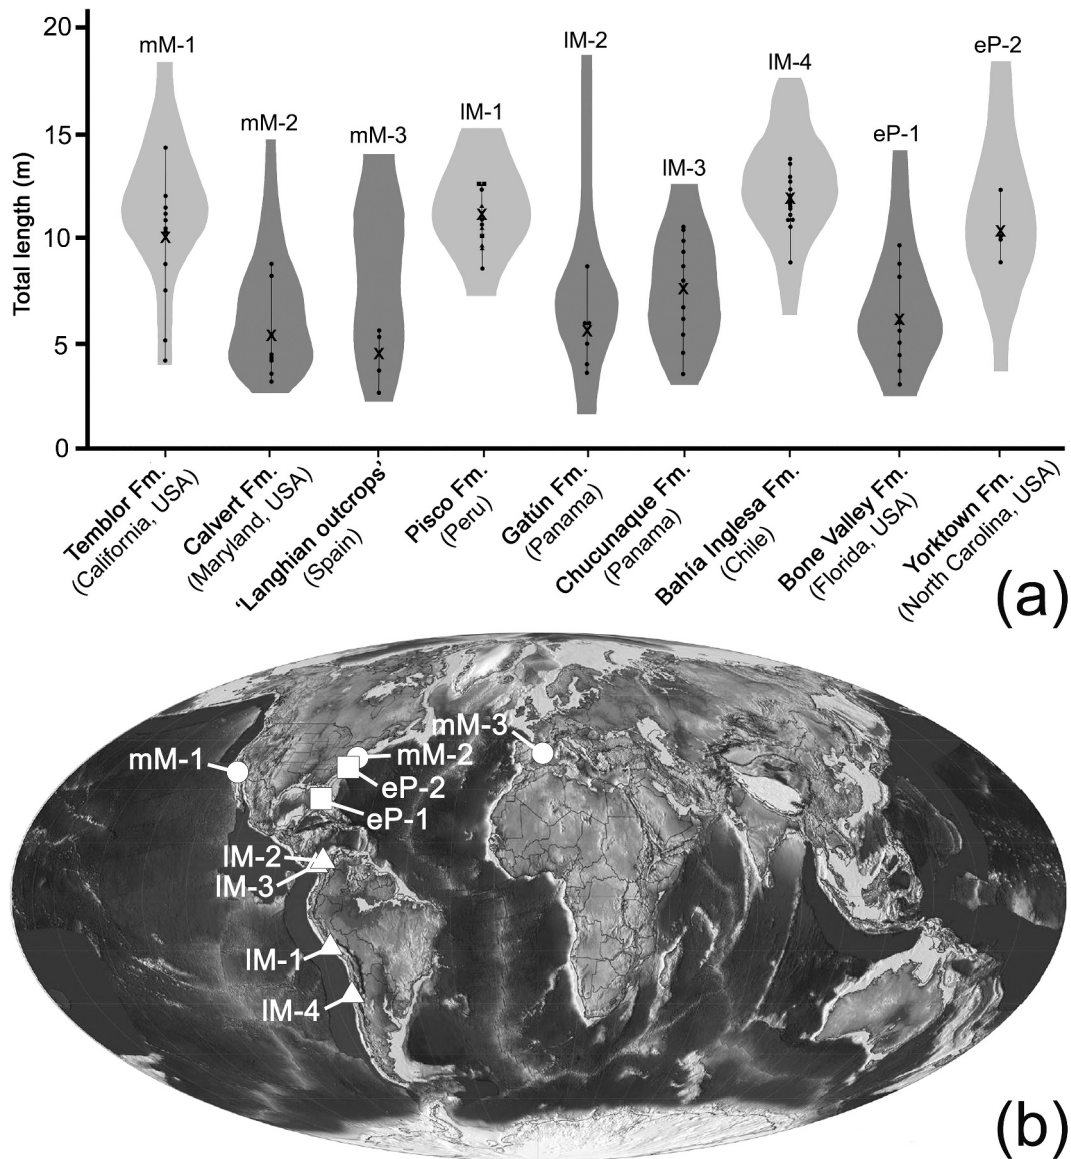 20
15
10
5
0
Total length (m)
mM-1
mM-2
mM-3
lM-1
lM-2
lM-3
lM-4
eP-1
eP-2
Temblor Fm.
(California, USA)
Calvert Fm.
(Maryland, USA)
‘Langhian outcrops’
(Spain)
Pisco Fm.
(Peru)
Gatún Fm.
(Panama)
Chucunaque Fm.
(Panama)
Bahía Inglesa Fm.
(Chile)
Bone Valley Fm.
(Florida, USA)
Yorktown Fm.
(North Carolina, USA)
(a)
mM-3
mM-1
mM-2
eP-2
eP-1
lM-2
lM-3
lM-1
lM-4
(b)